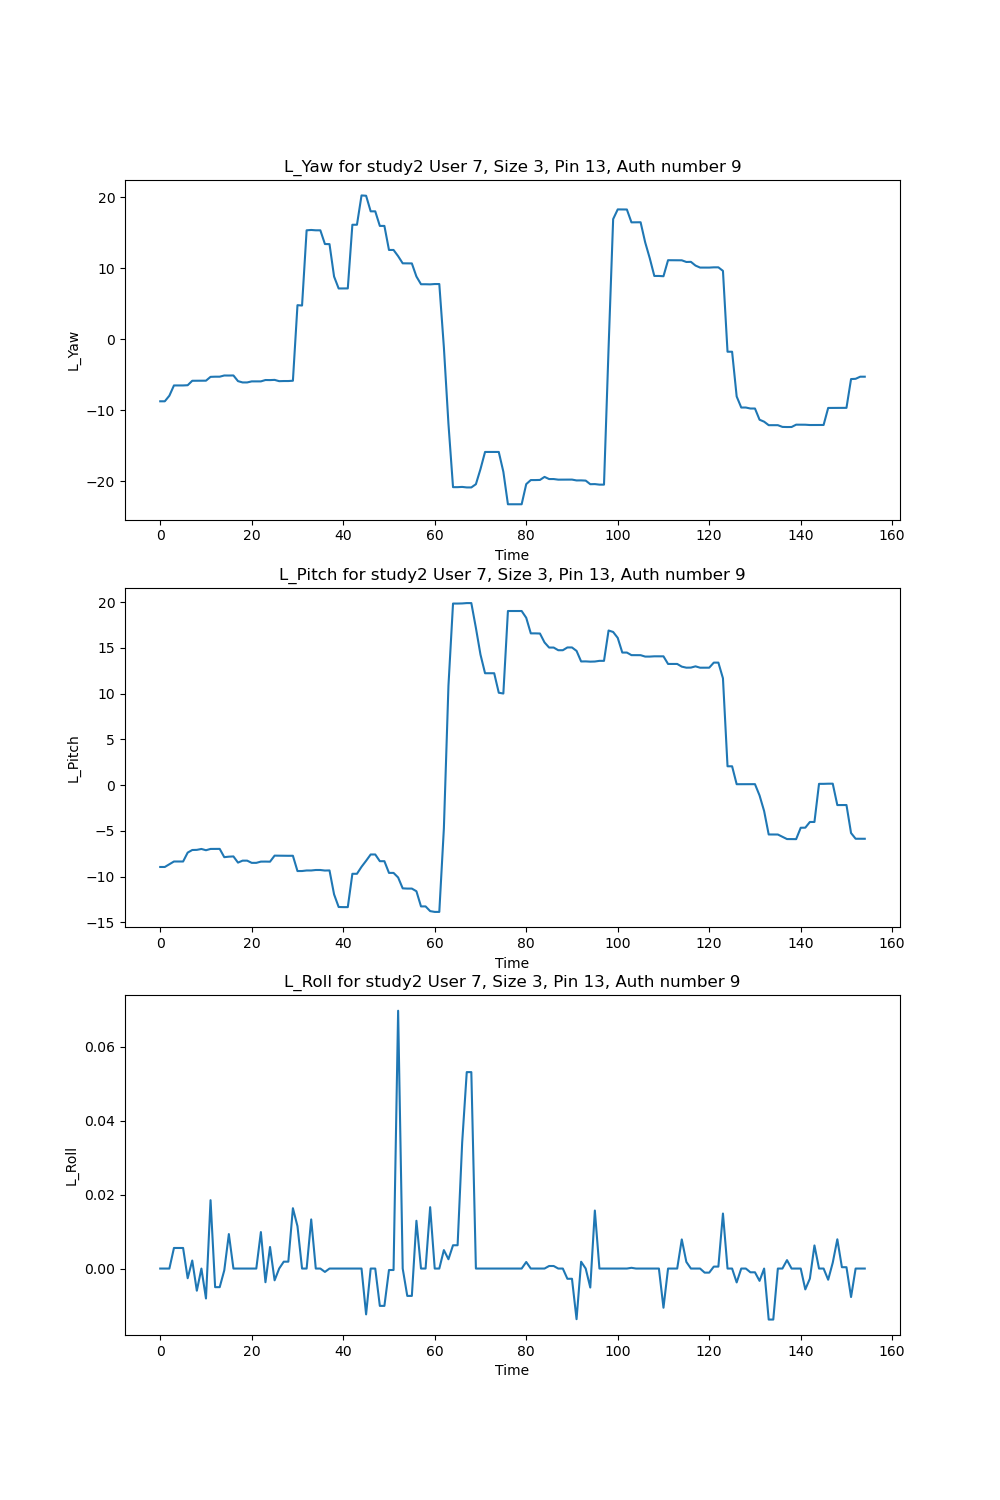 L_Yaw for study2 User 7, Size 3, Pin 13, Auth number 9
20
10
0
−10
−20
L_Yaw
0 20 40 60 80 100 120 140 160
Time
L_Pitch for study2 User 7, Size 3, Pin 13, Auth number 9
20
15
10
5
0
−5
−10
−15
L_Pitch
0 20 40 60 80 100 120 140 160
Time
L_Roll for study2 User 7, Size 3, Pin 13, Auth number 9
0.06
0.04
0.02
0.00
L_Roll
0 20 40 60 80 100 120 140 160
Time